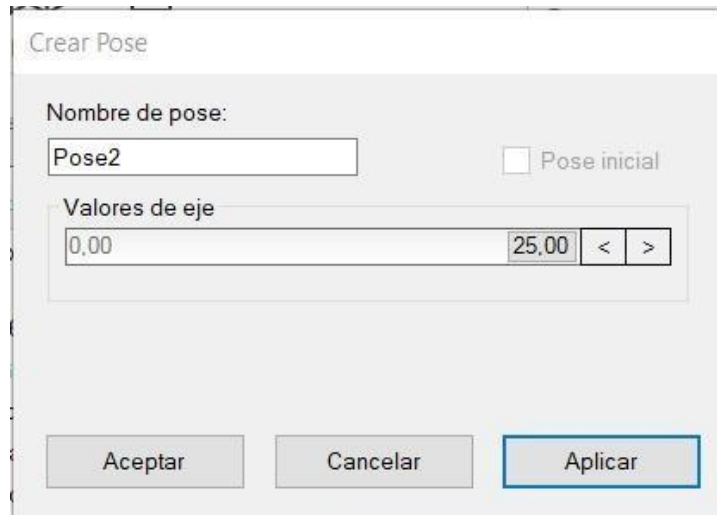 Crear Pose
Nombre de pose:
Pose2
Pose inicial
Valores de eje
0,00 25,00 < >
Aceptar Cancelar Aplicar